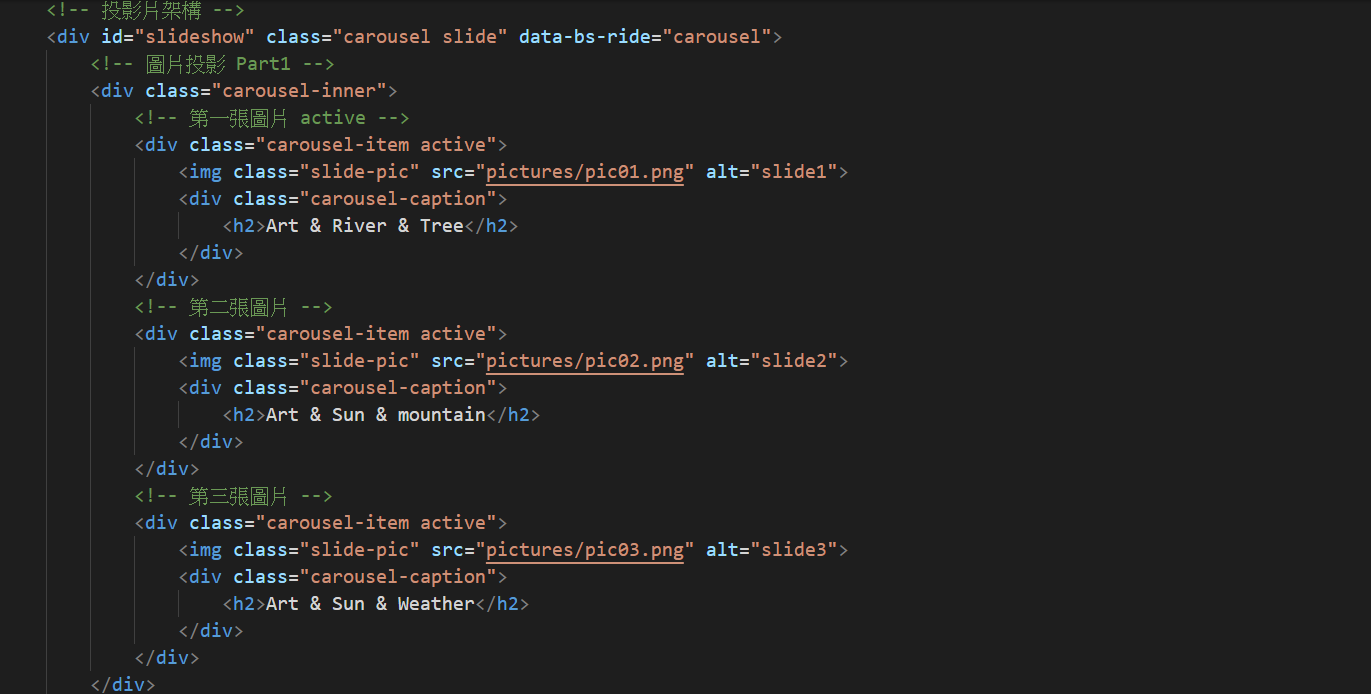 <!-- 投影片架構 -->
<div id="slideshow" class="carousel slide" data-bs-ride="carousel">
<!-- 圖片投影 Part1 -->
<div class="carousel-inner">
<!-- 第一張圖片 active -->
<div class="carousel-item active">
<img class="slide-pic" src="pictures/pic01.png" alt="slide1">
<div class="carousel-caption">
<h2>Art & River & Tree</h2>
</div>
</div>
<!-- 第二張圖片 -->
<div class="carousel-item active">
<img class="slide-pic" src="pictures/pic02.png" alt="slide2">
<div class="carousel-caption">
<h2>Art & Sun & mountain</h2>
</div>
</div>
<!-- 第三張圖片 -->
<div class="carousel-item active">
<img class="slide-pic" src="pictures/pic03.png" alt="slide3">
<div class="carousel-caption">
<h2>Art & Sun & Weather</h2>
</div>
</div>
</div>